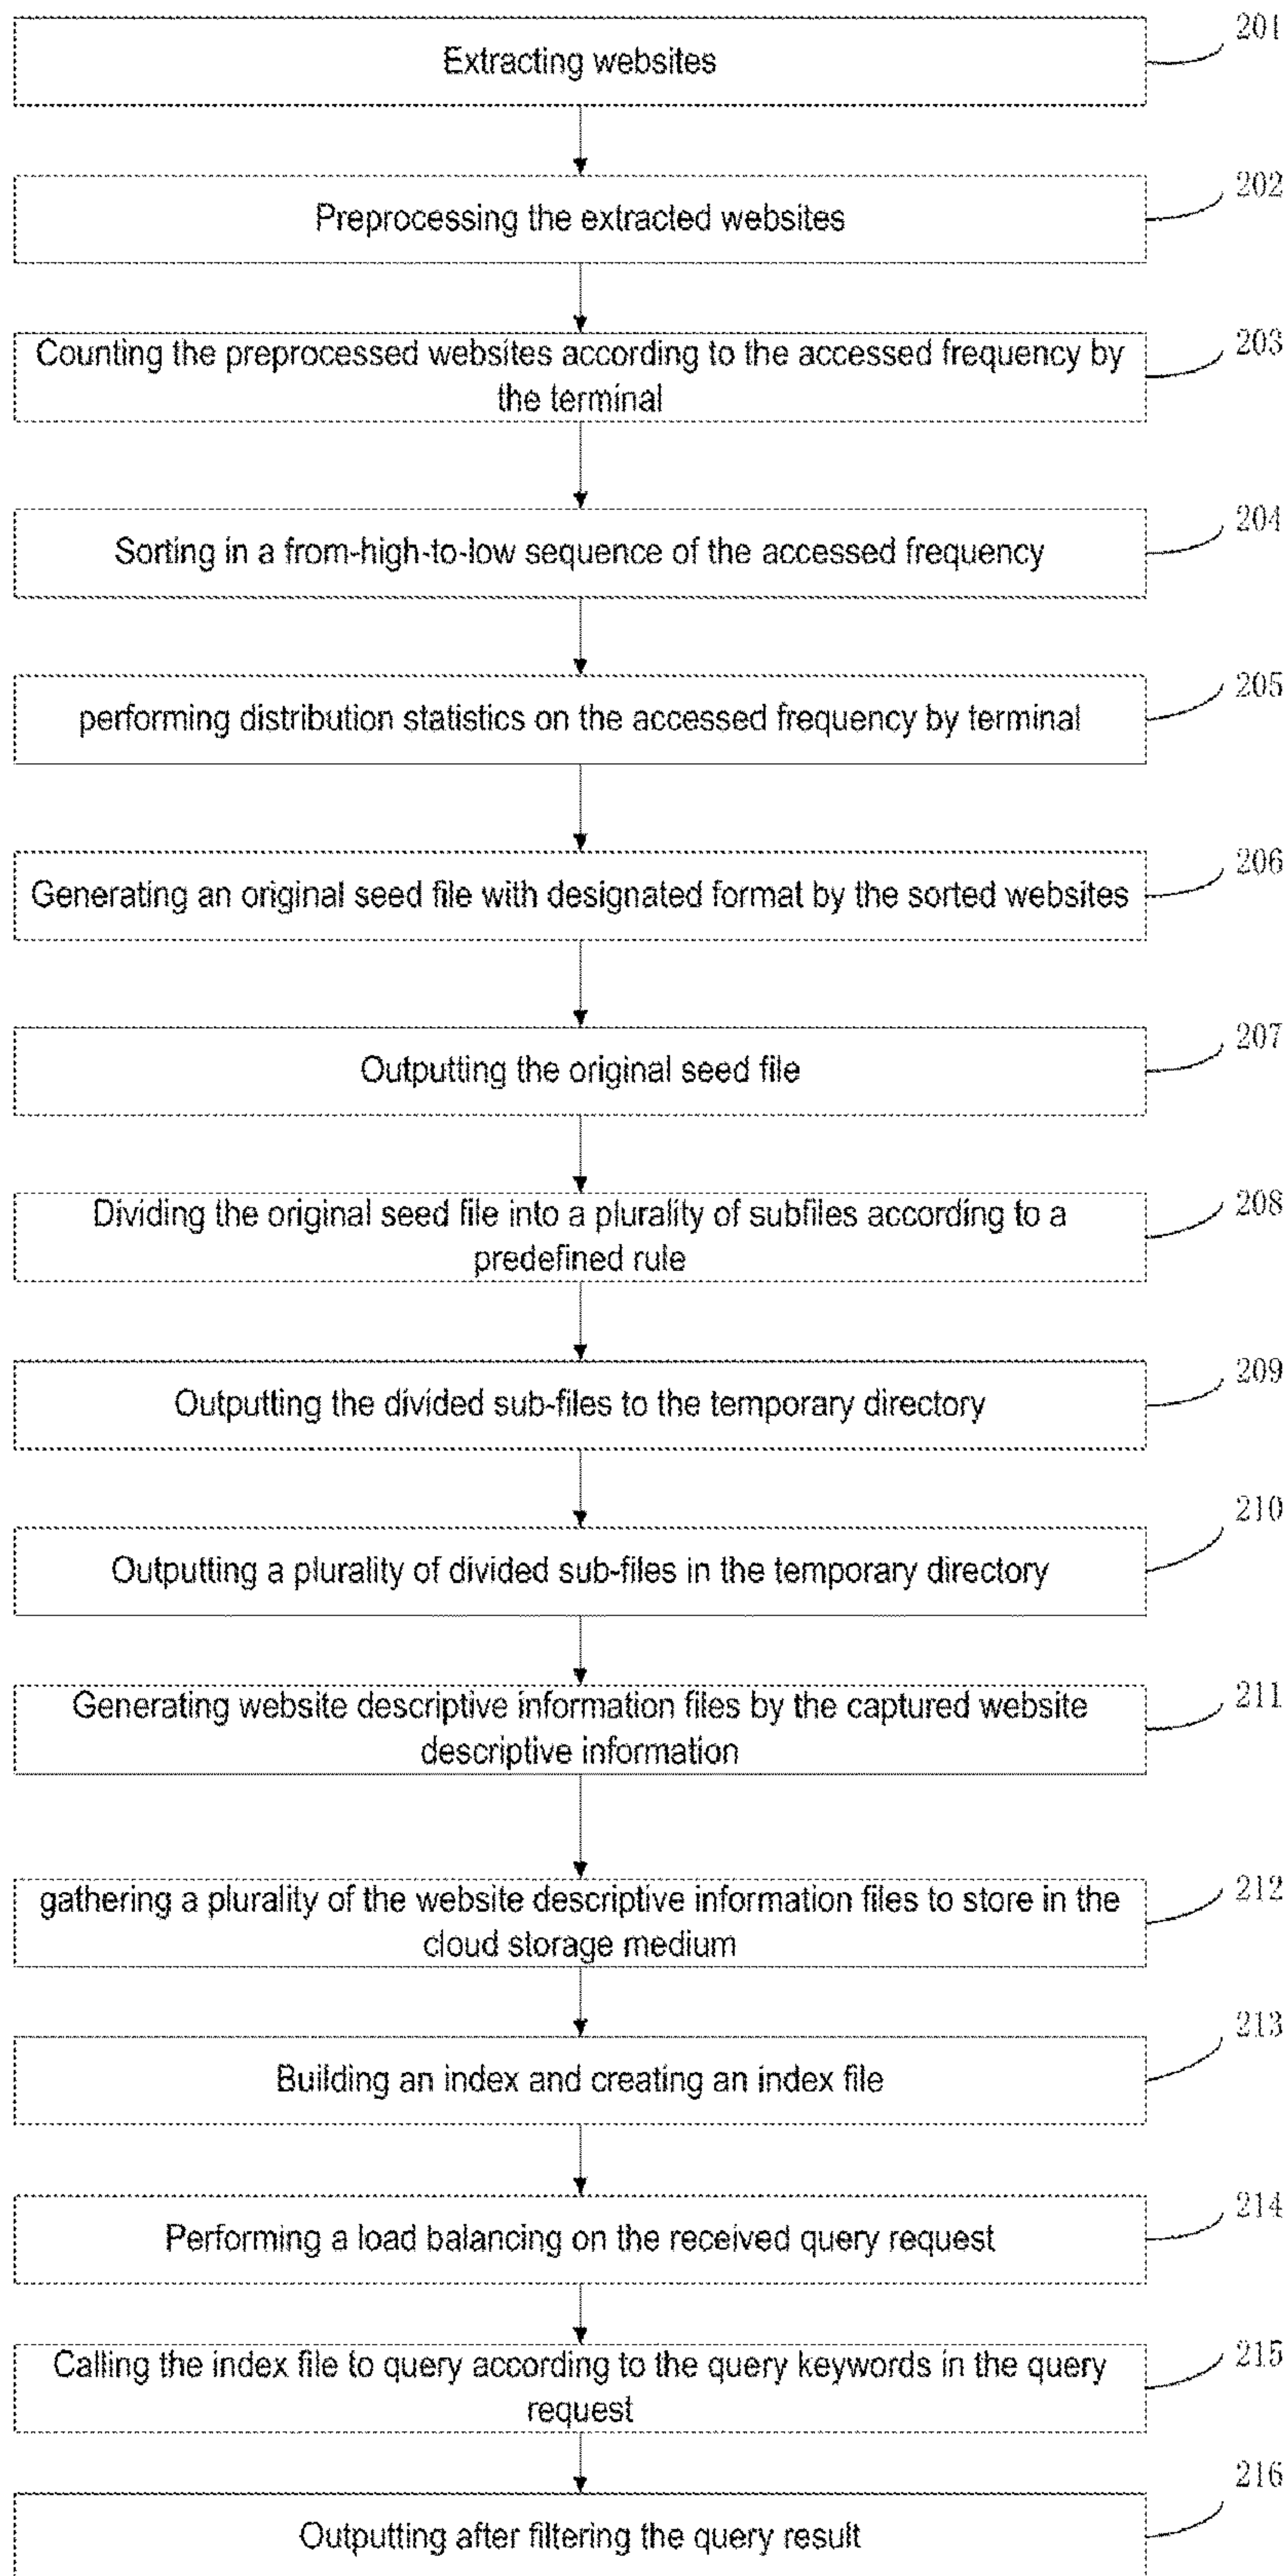 201
Extracting websites
202
Preprocessing the extracted websites
203
Counting the preprocessed websites according to the accessed frequency by
the terminal
204
Sorting in a from-high-to-low sequence of the accessed frequency
205
performing distribution statistics on the accessed frequency by terminal
206
Generating an original seed file with designated format by the sorted websites
207
Outputting the original seed file
208
Dividing the original seed file into a plurality of subfiles according to a
predefined rule
209
Outputting the divided sub-files to the temporary directory
210
Outputting a plurality of divided sub-files in the temporary directory
211
Generating website descriptive information files by the captured website
descriptive information
212
gathering a plurality of the website descriptive information files to store in the
cloud storage medium
213
Building an index and creating an index file
214
Performing a load balancing on the received query request
215
Calling the index file to query according to the query keywords in the query
request
216
Outputting after filtering the query result